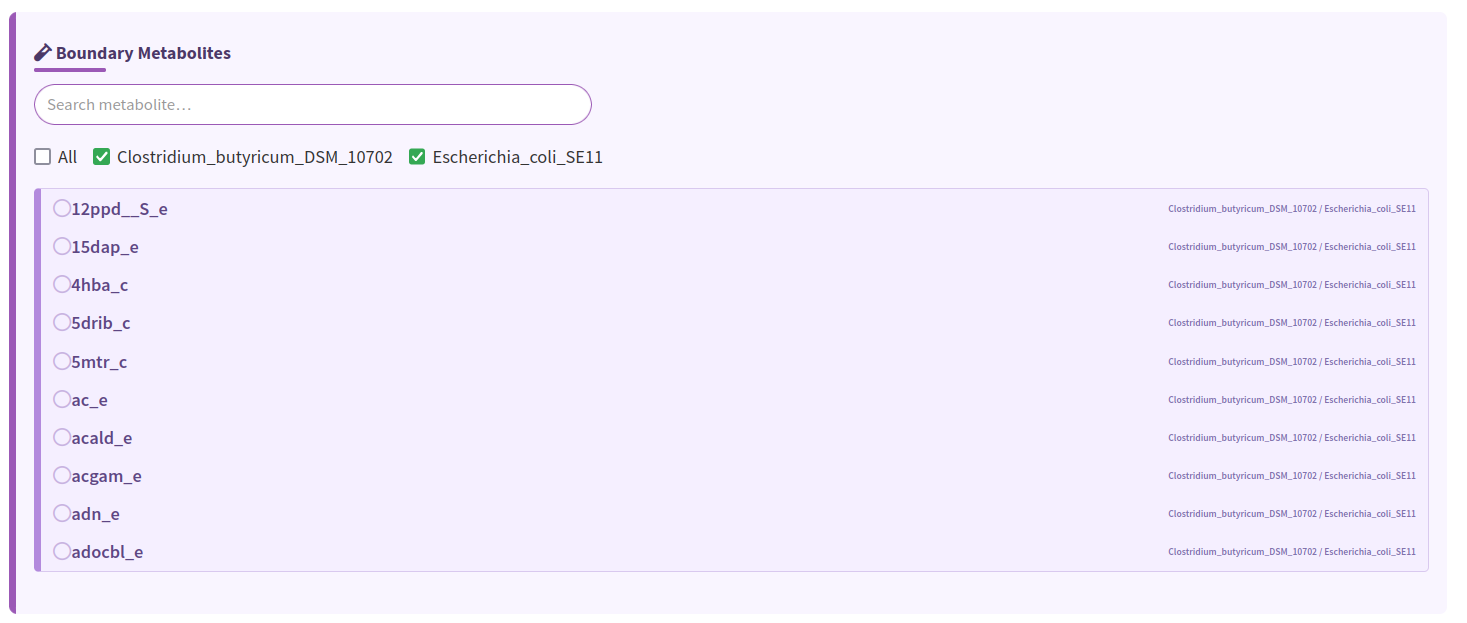 Boundary Metabolites
Search metabolite…
All Clostridium_butyricum_DSM_10702 Escherichia_coli_SE11
12ppd__S_e Clostridium_butyricum_DSM_10702 / Escherichia_coli_SE11
15dap_e Clostridium_butyricum_DSM_10702 / Escherichia_coli_SE11
4hba_c Clostridium_butyricum_DSM_10702 / Escherichia_coli_SE11
5drib_c Clostridium_butyricum_DSM_10702 / Escherichia_coli_SE11
5mtr_c Clostridium_butyricum_DSM_10702 / Escherichia_coli_SE11
ac_e Clostridium_butyricum_DSM_10702 / Escherichia_coli_SE11
acald_e Clostridium_butyricum_DSM_10702 / Escherichia_coli_SE11
acgam_e Clostridium_butyricum_DSM_10702 / Escherichia_coli_SE11
adn_e Clostridium_butyricum_DSM_10702 / Escherichia_coli_SE11
adocbl_e Clostridium_butyricum_DSM_10702 / Escherichia_coli_SE11